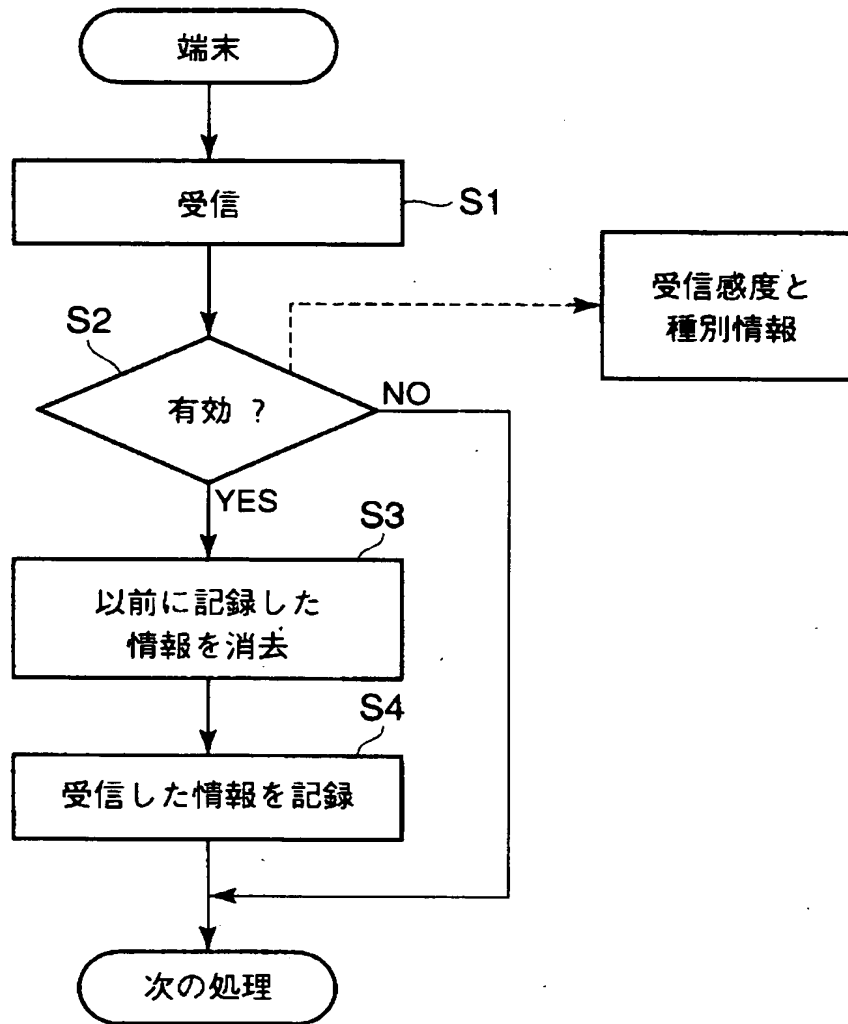 端末
受信
S1
受信感度と
種別情報
S2
有効 ?
NO
YES
S3
以前に記録した
情報を消去
S4
受信した情報を記録
次の処理